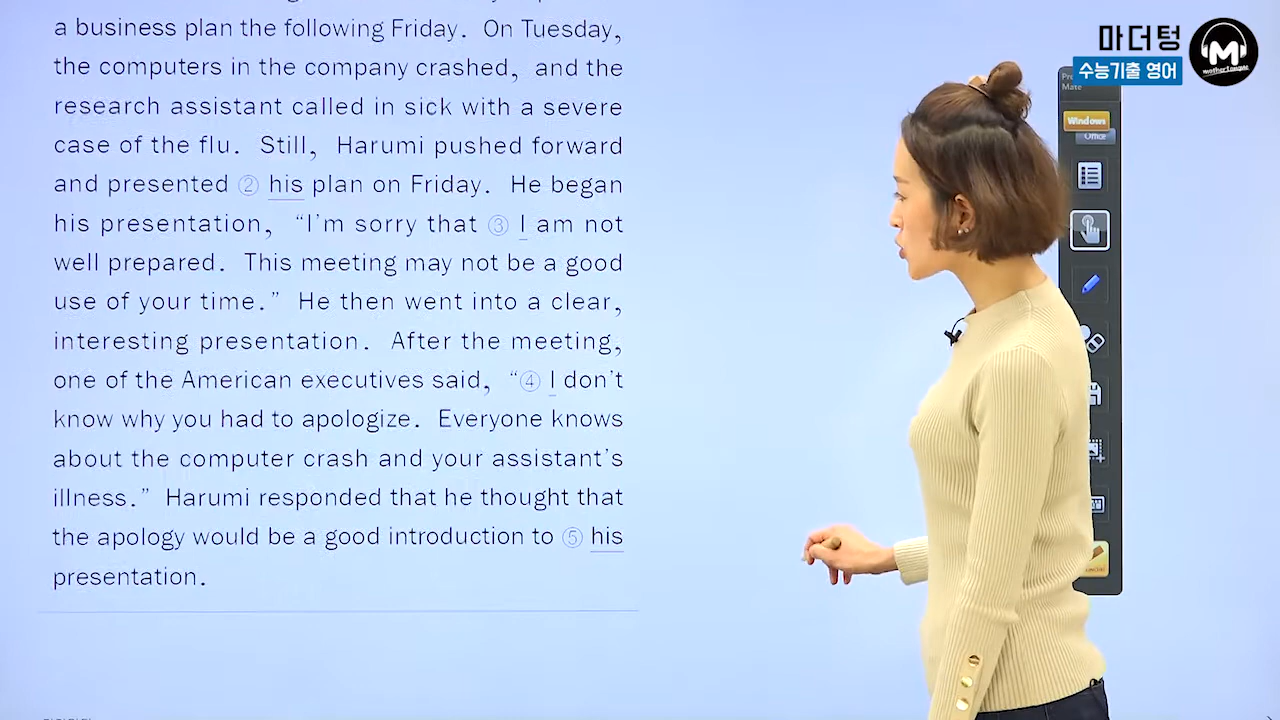 a business plan the following Friday. On Tuesday,
the computers in the company crashed, and the
research assistant called in sick with a severe
case of the flu. Still, Harumi pushed forward
and presented ② his plan on Friday. He began
his presentation, “I’m sorry that ③ I am not
well prepared. This meeting may not be a good
use of your time.” He then went into a clear,
interesting presentation. After the meeting,
one of the American executives said, “④ I don’t
know why you had to apologize. Everyone knows
about the computer crash and your assistant’s
illness.” Harumi responded that he thought that
the apology would be a good introduction to ⑤ his
presentation.
마더텅
수능기출 영어
M
mothertongue
Windows
Office